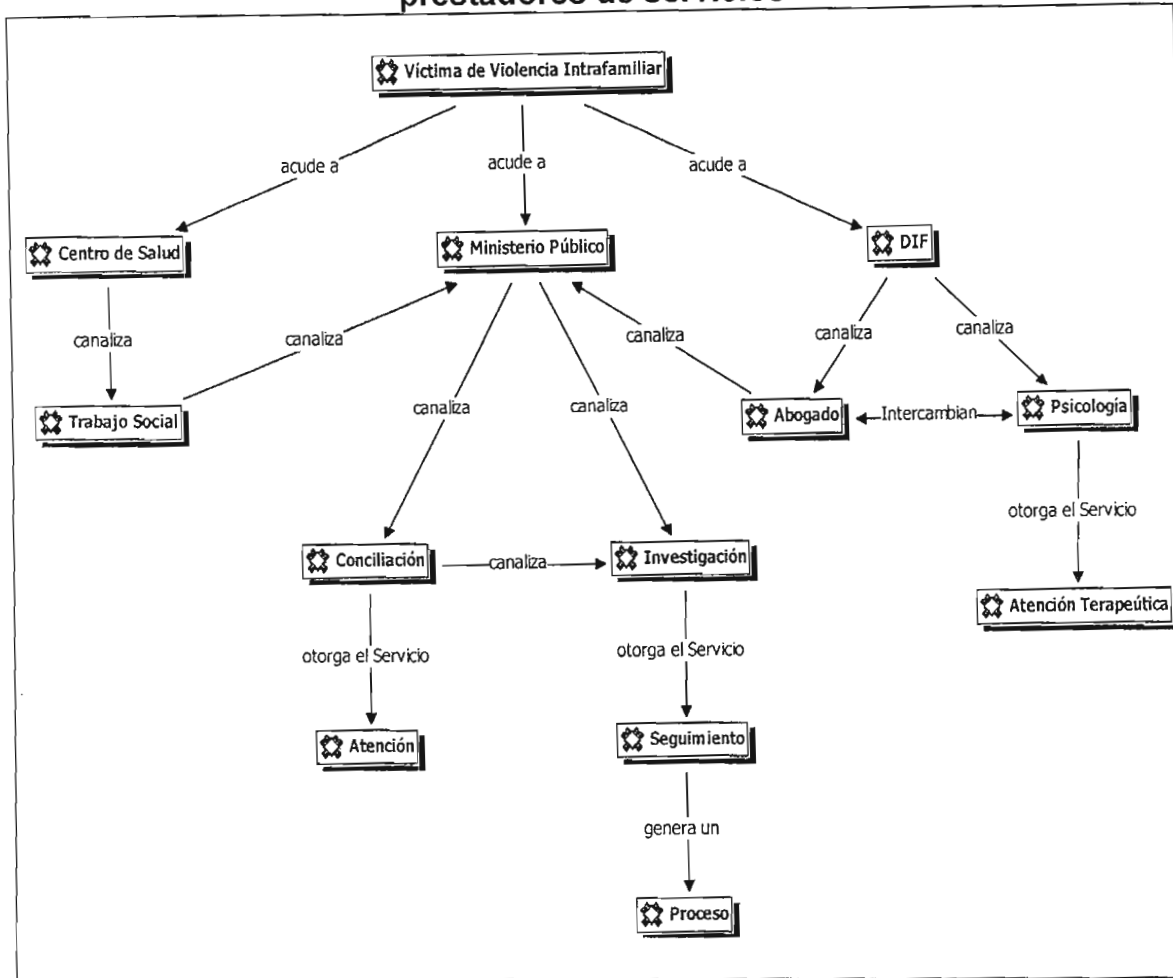 prestadores de servicios
Víctima de Violencia Intrafamiliar
acude a
acude a
acude a
Centro de Salud
Ministerio Público
DIF
canaliza
canaliza
canaliza
canaliza
canaliza
Trabajo Social
canaliza
canaliza
Abogado
Intercambian
Psicología
otorga el Servicio
Conciliación
canaliza
Investigación
Atención Terapeútica
otorga el Servicio
otorga el Servicio
Atención
Seguimiento
genera un
Proceso